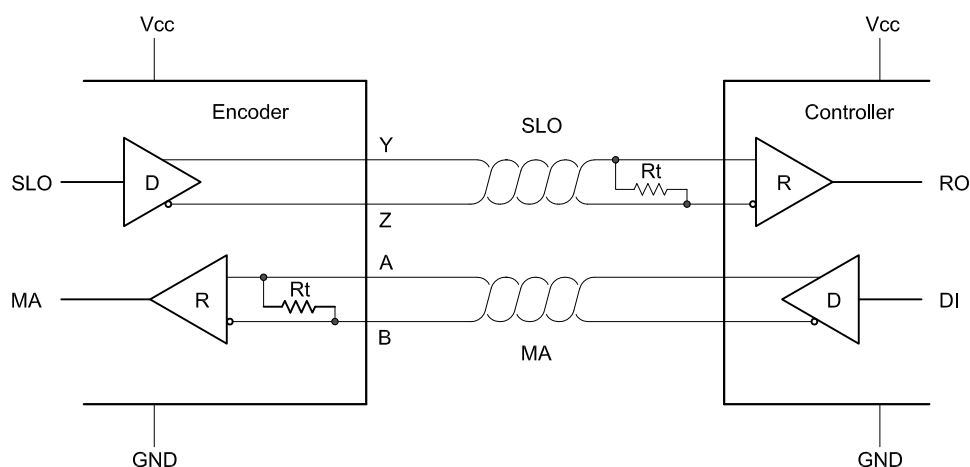 Vcc
Vcc
Encoder
Controller
SLO
Y
SLO
D
Rt
R
RO
Z
A
MA
R
Rt
D
DI
B
MA
GND
GND